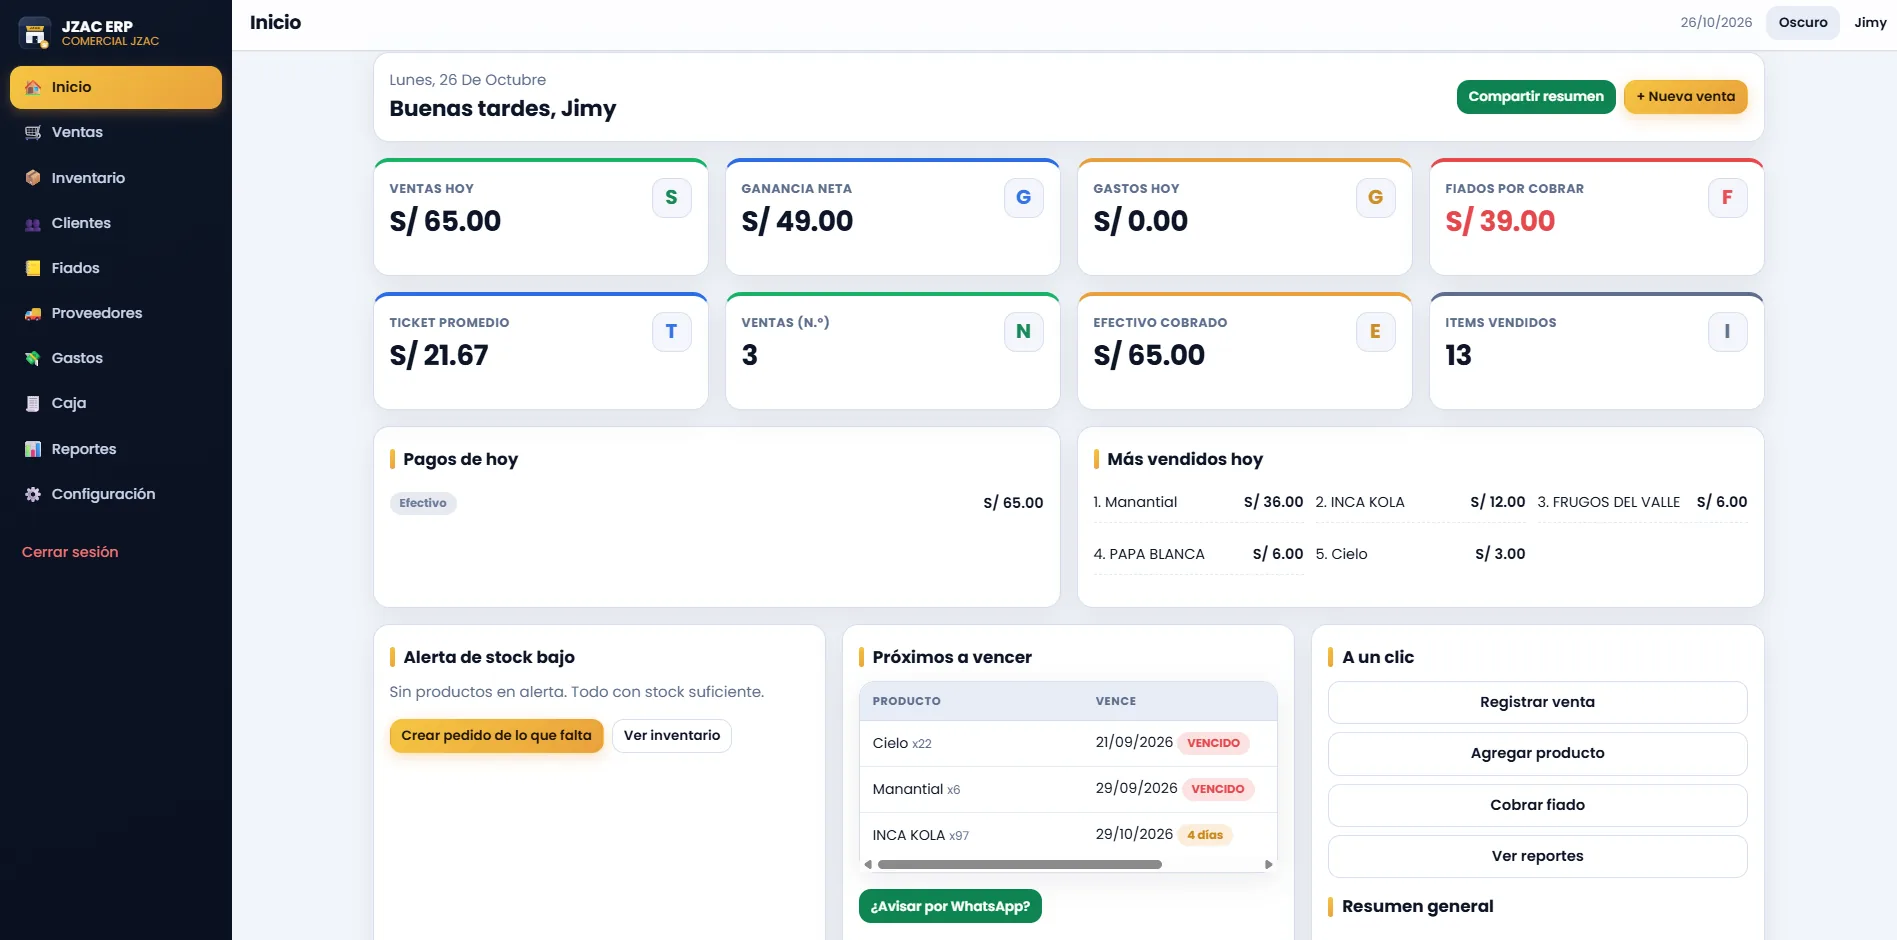 JZAC ERP
COMERCIAL JZAC
Inicio
Ventas
Inventario
Clientes
Fiados
Proveedores
Gastos
Caja
Reportes
Configuración
Cerrar sesión
Inicio
26/10/2026
Oscuro
Jimy
Lunes, 26 De Octubre
Buenas tardes, Jimy
Compartir resumen
+ Nueva venta
VENTAS HOY
S
S/ 65.00
GANANCIA NETA
G
S/ 49.00
GASTOS HOY
G
S/ 0.00
FIADOS POR COBRAR
F
S/ 39.00
TICKET PROMEDIO
T
S/ 21.67
VENTAS (N.º)
N
3
EFECTIVO COBRADO
E
S/ 65.00
ITEMS VENDIDOS
I
13
Pagos de hoy
Efectivo S/ 65.00
Más vendidos hoy
1. Manantial S/ 36.00 2. INCA KOLA S/ 12.00 3. FRUGOS DEL VALLE S/ 6.00
4. PAPA BLANCA S/ 6.00 5. Cielo S/ 3.00
Alerta de stock bajo
Sin productos en alerta. Todo con stock suficiente.
Crear pedido de lo que falta
Ver inventario
Próximos a vencer
PRODUCTO VENCE
Cielo x22 21/09/2026 VENCIDO
Manantial x6 29/09/2026 VENCIDO
INCA KOLA x97 29/10/2026 4 días
¿Avisar por WhatsApp?
A un clic
Registrar venta
Agregar producto
Cobrar fiado
Ver reportes
Resumen general